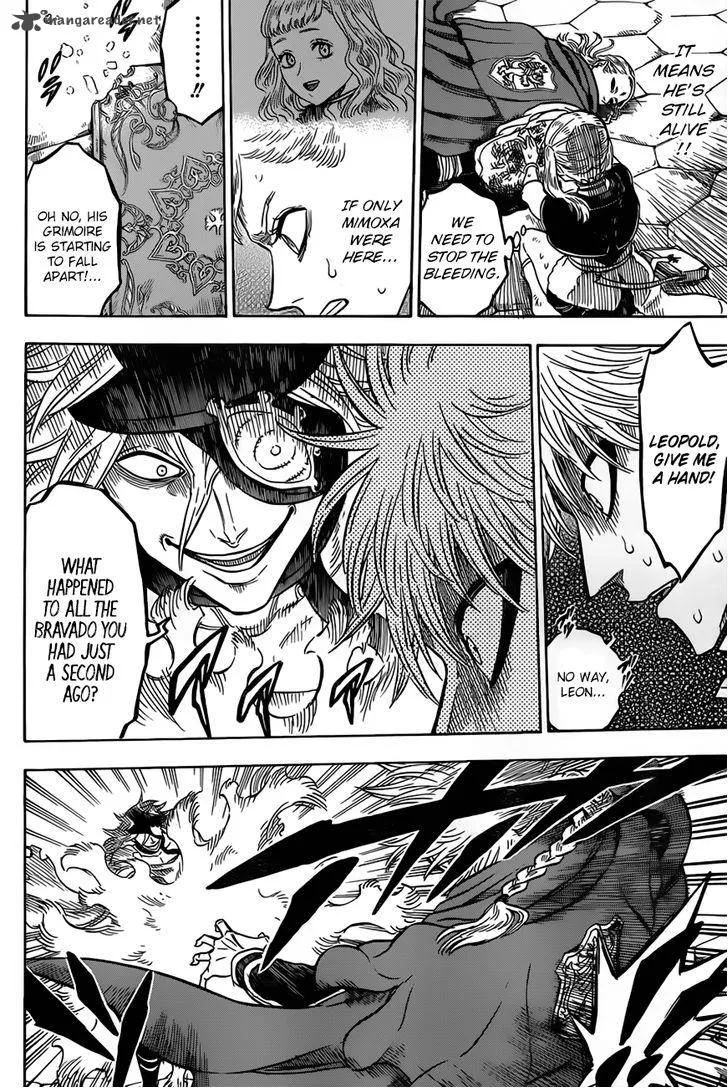 IT
MEANS
HE'S
STILL
ALIVE
!!
WE
NEED TO
STOP THE
BLEEDING.
IF ONLY
MIMOXA
WERE
HERE...
.........!!
OH NO, HIS
GRIMOIRE
IS STARTING
TO FALL
APART!...
LEOPOLD,
GIVE ME
A HAND!
NO WAY,
LEON...
WHAT
HAPPENED
TO ALL THE
BRAVADO YOU
HAD JUST
A SECOND
AGO?
mangareader.net